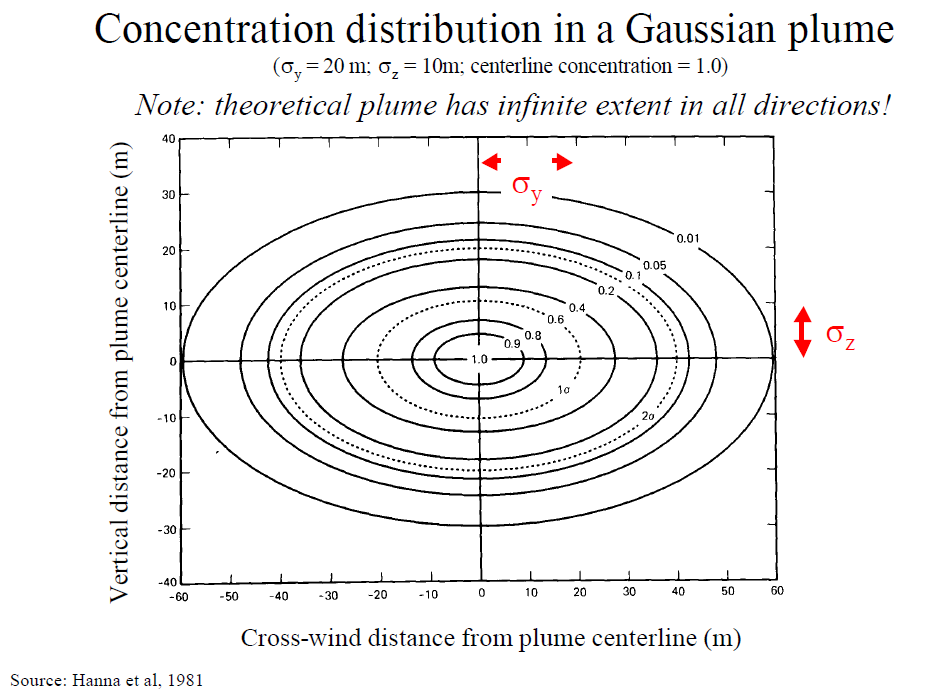 Concentration distribution in a Gaussian plume
(σy = 20 m; σz = 10m; centerline concentration = 1.0)
Note: theoretical plume has infinite extent in all directions!
Vertical distance from plume centerline (m)
40
30
20
10
0
-10
-20
-30
-40
σy
0.01
0.05
0.1
0.2
0.4
0.6
0.8
0.9
1.0
1σ
2σ
σz
-60 -50 -40 -30 -20 -10 0 10 20 30 40 50 60
Cross-wind distance from plume centerline (m)
Source: Hanna et al, 1981